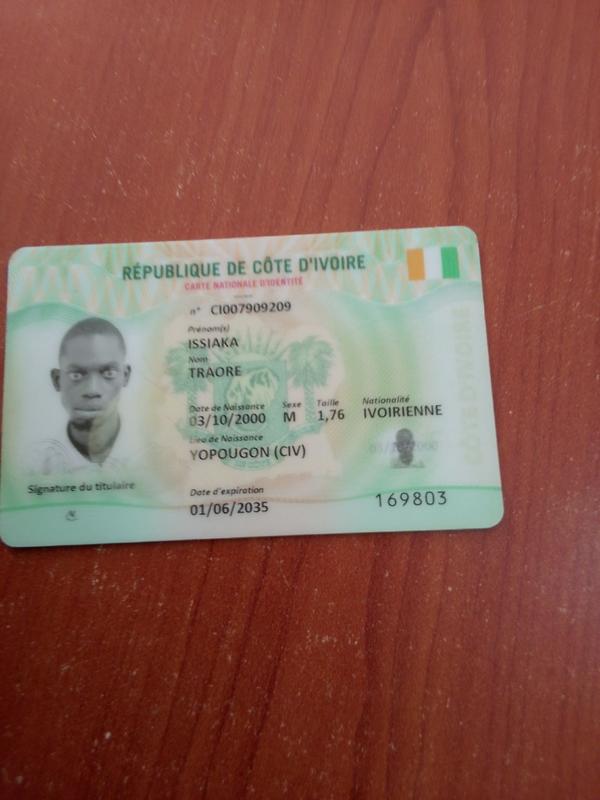 RÉPUBLIQUE DE CÔTE D'IVOIRE
CARTE NATIONALE D'IDENTITÉ
n° CI007909209
Prénom(s)
ISSIAKA
Nom
TRAORE
Date de Naissance Sexe Taille Nationalité
03/10/2000 M 1,76 IVOIRIENNE
Lieu de Naissance
YOPOUGON (CIV)
Signature du titulaire
Date d'expiration
01/06/2035
169803